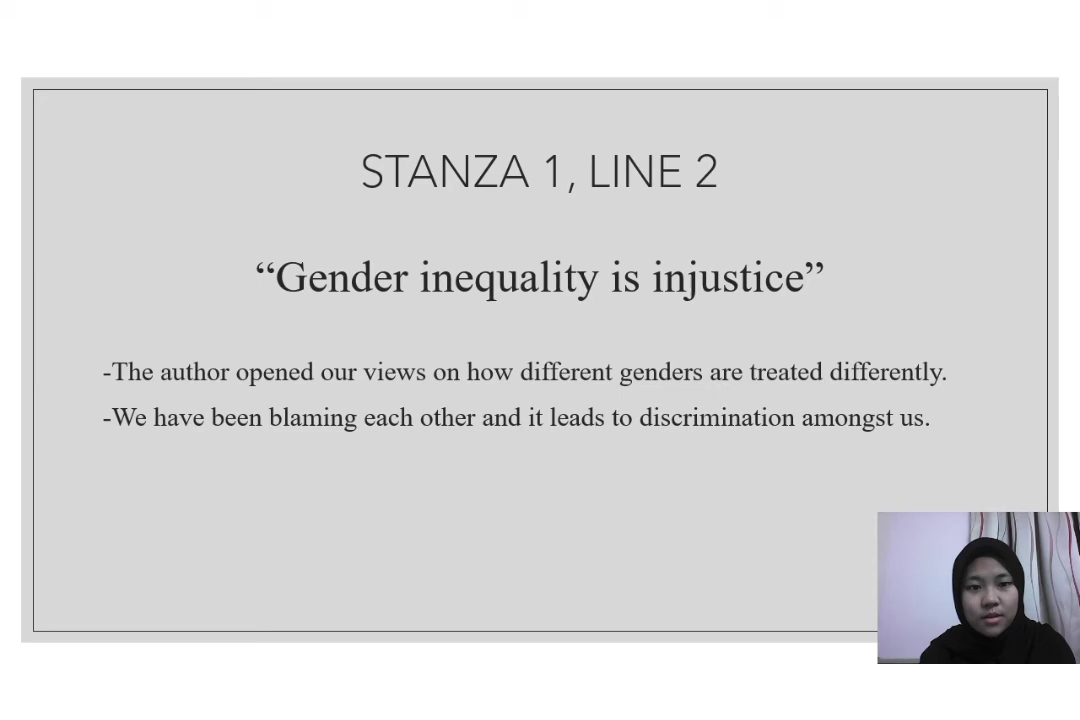 STANZA 1, LINE 2
“Gender inequality is injustice”
-The author opened our views on how different genders are treated differently.
-We have been blaming each other and it leads to discrimination amongst us.